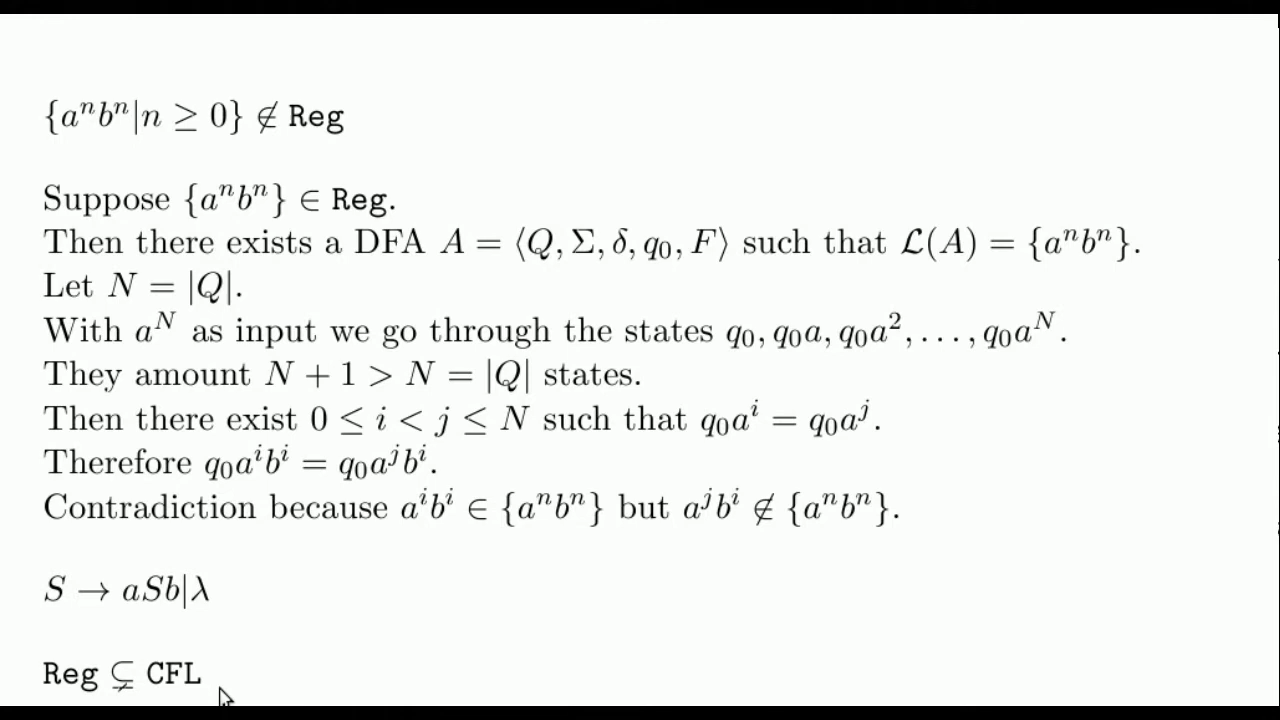 {aⁿbⁿ|n ≥ 0} ∉ Reg
Suppose {aⁿbⁿ} ∈ Reg.
Then there exists a DFA A = ⟨Q, Σ, δ, q₀, F⟩ such that ℒ(A) = {aⁿbⁿ}.
Let N = |Q|.
With aᴺ as input we go through the states q₀, q₀a, q₀a², . . . , q₀aᴺ.
They amount N + 1 > N = |Q| states.
Then there exist 0 ≤ i < j ≤ N such that q₀aⁱ = q₀aʲ.
Therefore q₀aⁱbⁱ = q₀aʲbⁱ.
Contradiction because aⁱbⁱ ∈ {aⁿbⁿ} but aʲbⁱ ∉ {aⁿbⁿ}.
S → aSb|λ
Reg ⊊ CFL